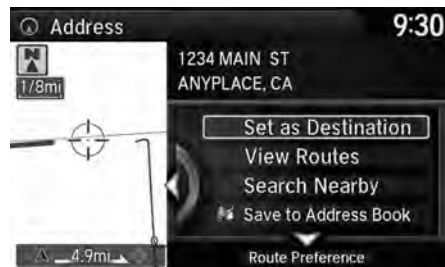 Address
9:30
N
1/8mi
1234 MAIN ST
ANYPLACE, CA
Set as Destination
View Routes
Search Nearby
Save to Address Book
4.9mi
Route Preference